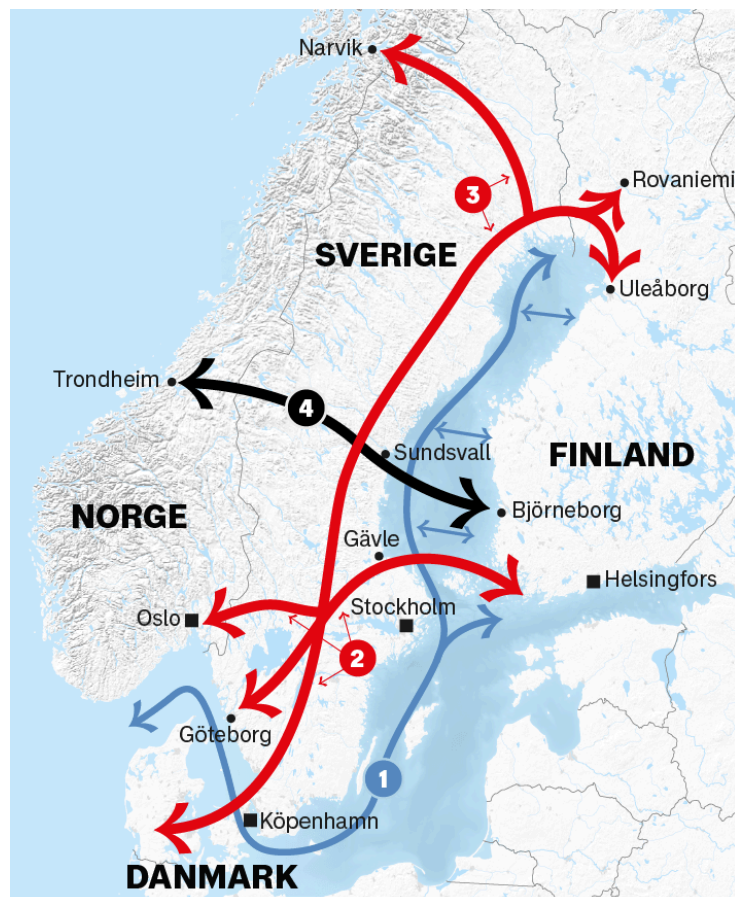 Narvik
Rovaniemi
3
SVERIGE
Uleåborg
Trondheim
4
Sundsvall
FINLAND
NORGE
Björneborg
Gävle
Helsingfors
Stockholm
Oslo
2
Göteborg
1
Köpenhamn
DANMARK